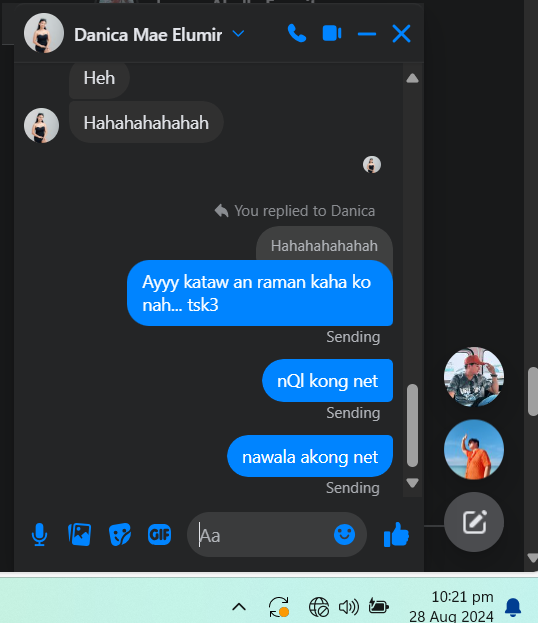 Danica Mae Elumir
Heh
Hahahahahahah
You replied to Danica
Hahahahahahah
Ayyy kataw an raman kaha ko
nah... tsk3
Sending
nQl kong net
Sending
nawala akong net
Sending
GIF
Aa
10:21 pm
28 Aug 2024